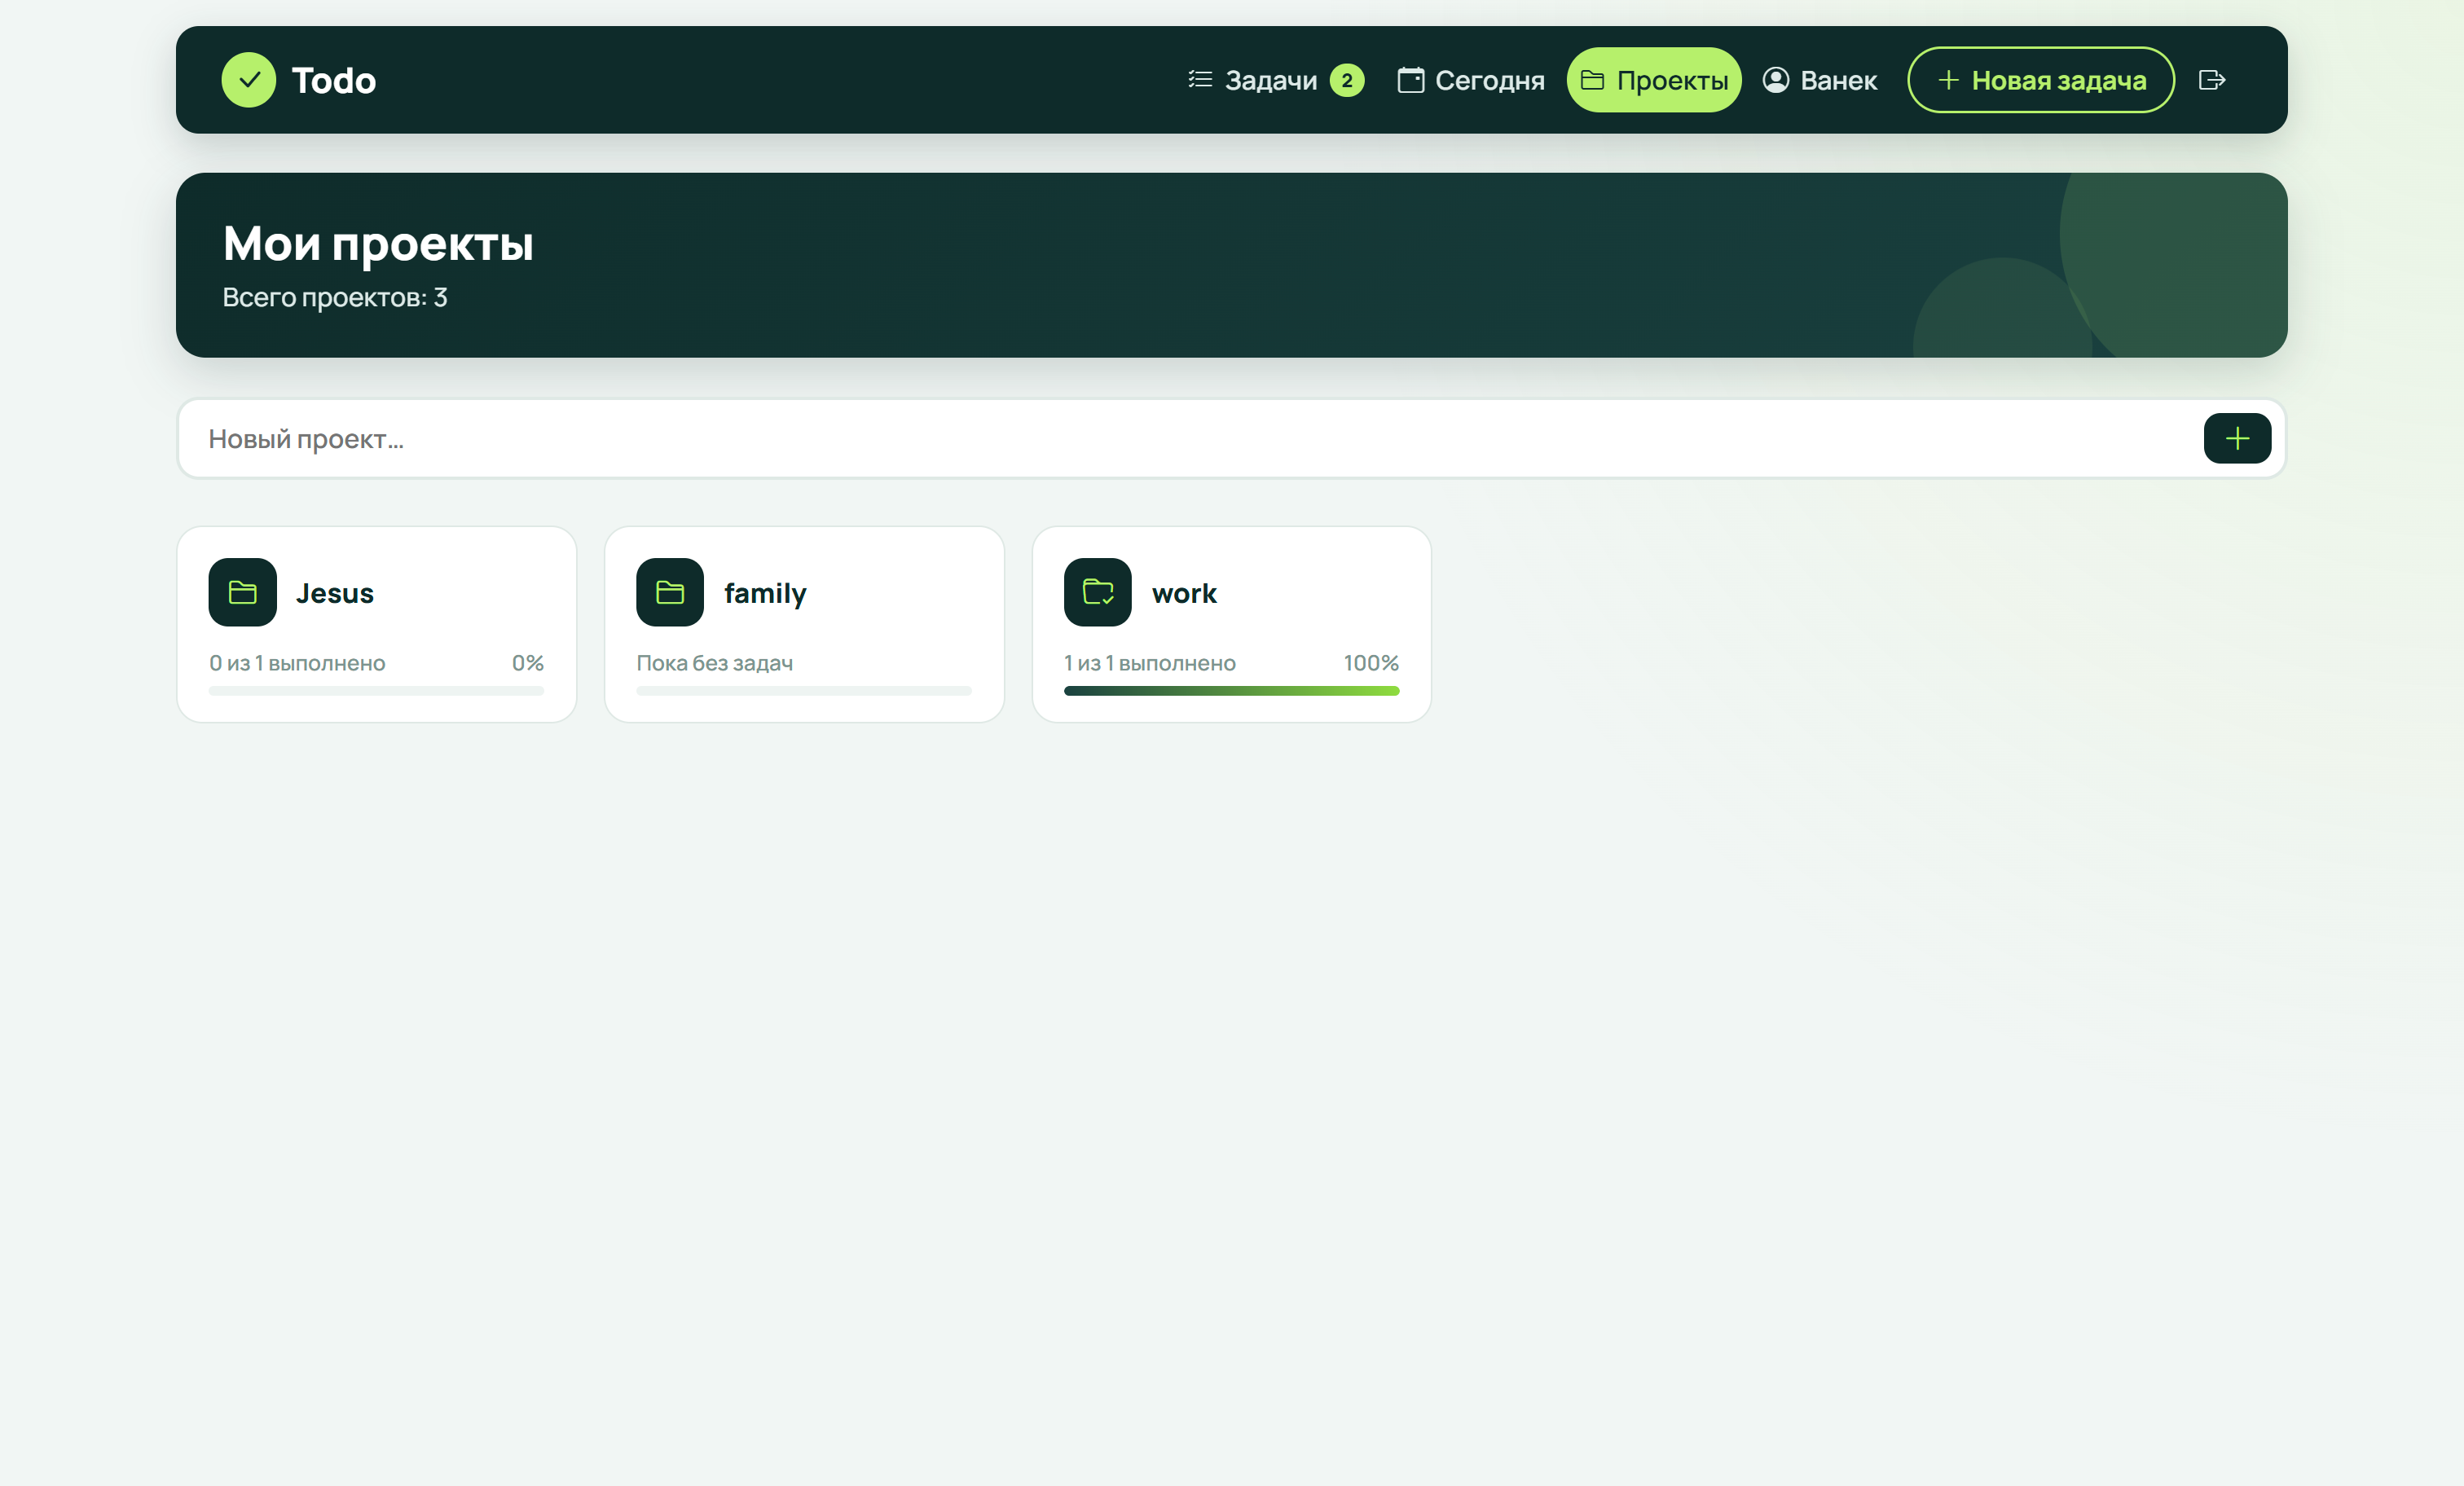 Todo
Задачи 2 Сегодня Проекты Ванек Новая задача
Мои проекты
Всего проектов: 3
Новый проект...
Jesus
0 из 1 выполнено 0%
family
Пока без задач
work
1 из 1 выполнено 100%